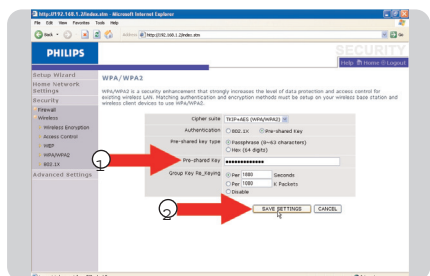 http://192.168.1.2/index.stm - Microsoft Internet Explorer
File Edit View Favorites Tools Help
Back
Address http://192.168.1.2/index.stm
Go
PHILIPS
SECURITY
Help Home Logout
Setup Wizard
Home Network Settings
Security
Firewall
Wireless
Wireless Encryption
Access Control
WEP
WPA/WPA2
802.1X
Advanced Settings
WPA/WPA2
WPA/WPA2 is a security enhancement that strongly increases the level of data protection and access control for
existing wireless LAN. Matching authentication and encryption methods must be setup on your wireless base station and
wireless client devices to use WPA/WPA2.
Cipher suite TKIP+AES (WPA/WPA2)
Authentication 802.1X Pre-shared Key
Pre-shared key type Passphrase (8~63 characters)
Hex (64 digits)
1
Pre-shared Key •••••••••••••
Group Key Re_Keying Per 1800 Seconds
Per 1000 K Packets
Disable
2
SAVE SETTINGS CANCEL